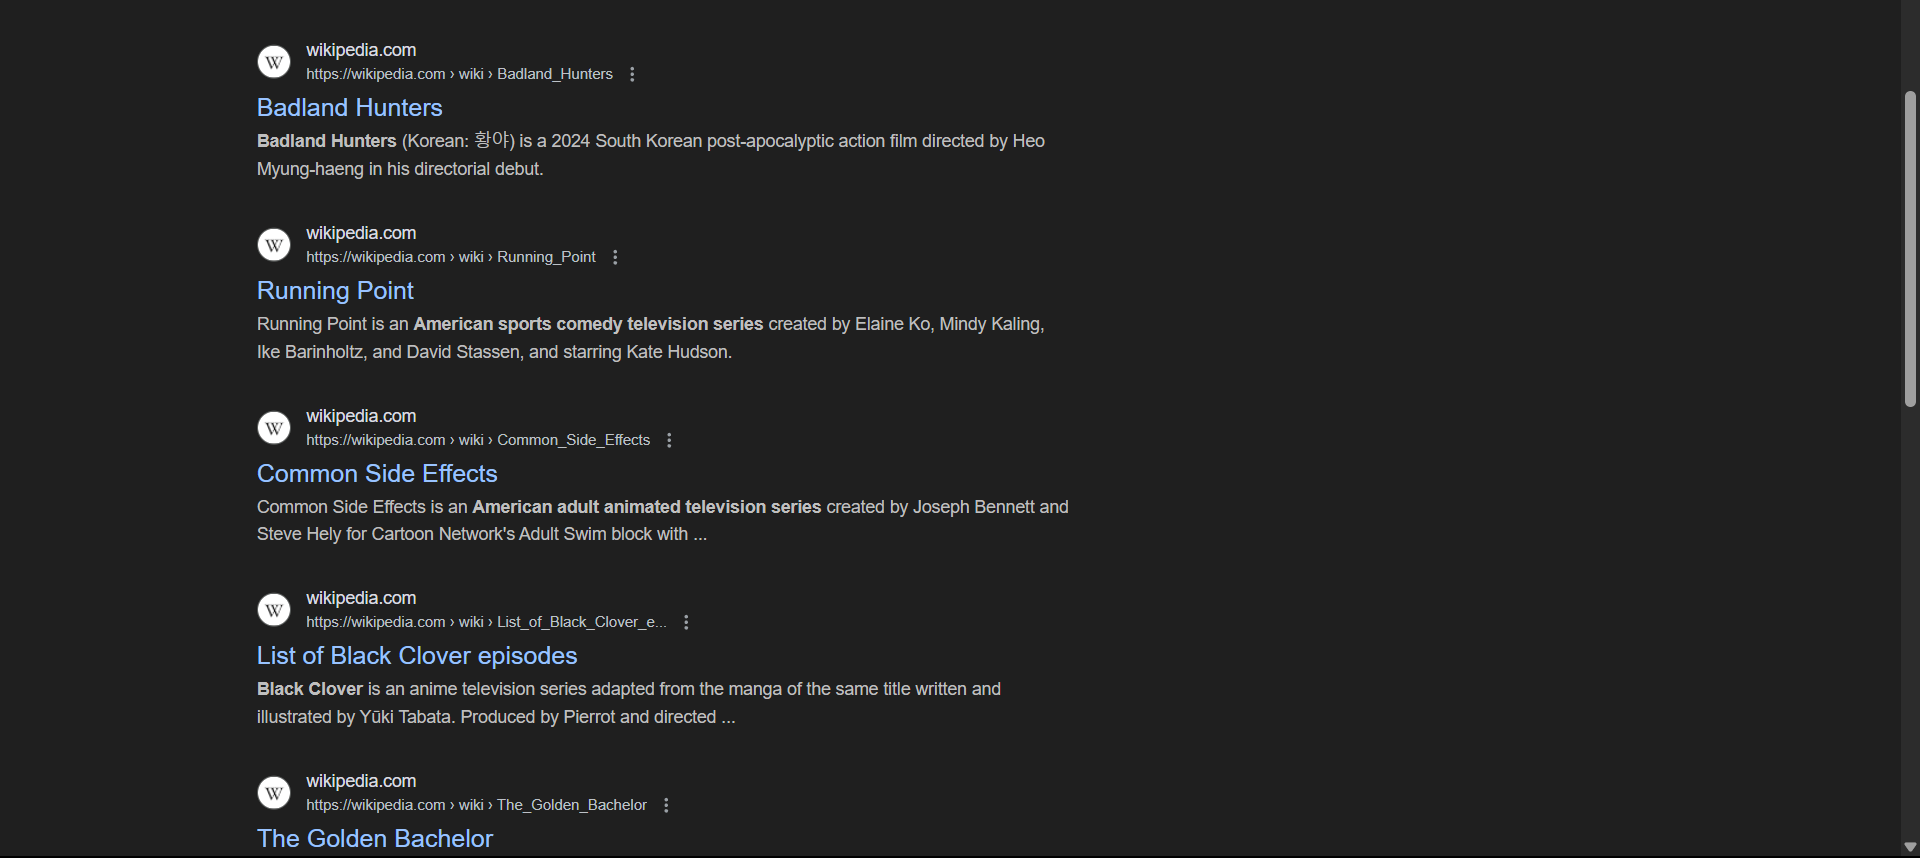 wikipedia.com
https://wikipedia.com › wiki › Badland_Hunters
Badland Hunters
Badland Hunters (Korean: 황야) is a 2024 South Korean post-apocalyptic action film directed by Heo
Myung-haeng in his directorial debut.
wikipedia.com
https://wikipedia.com › wiki › Running_Point
Running Point
Running Point is an American sports comedy television series created by Elaine Ko, Mindy Kaling,
Ike Barinholtz, and David Stassen, and starring Kate Hudson.
wikipedia.com
https://wikipedia.com › wiki › Common_Side_Effects
Common Side Effects
Common Side Effects is an American adult animated television series created by Joseph Bennett and
Steve Hely for Cartoon Network's Adult Swim block with ...
wikipedia.com
https://wikipedia.com › wiki › List_of_Black_Clover_e...
List of Black Clover episodes
Black Clover is an anime television series adapted from the manga of the same title written and
illustrated by Yūki Tabata. Produced by Pierrot and directed ...
wikipedia.com
https://wikipedia.com › wiki › The_Golden_Bachelor
The Golden Bachelor